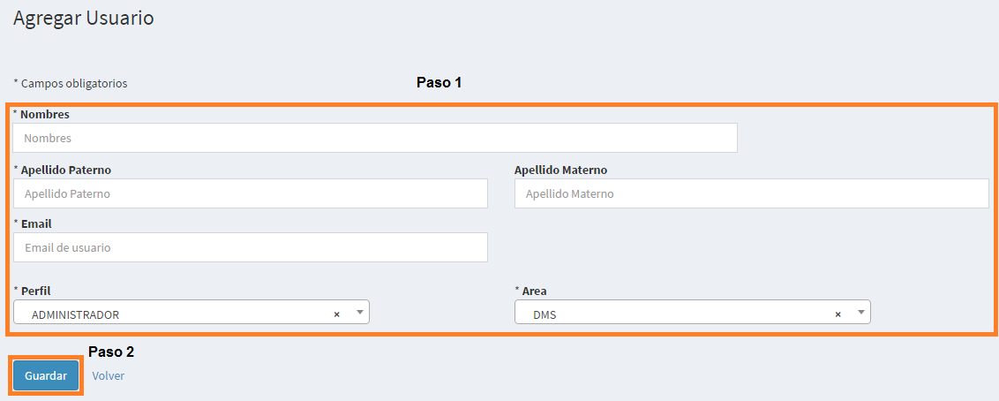 Agregar Usuario
* Campos obligatorios
Paso 1
* Nombres
Nombres
* Apellido Paterno
Apellido Materno
Apellido Paterno
Apellido Materno
* Email
Email de usuario
* Perfil
* Area
ADMINISTRADOR ×
DMS ×
Paso 2
Guardar
Volver